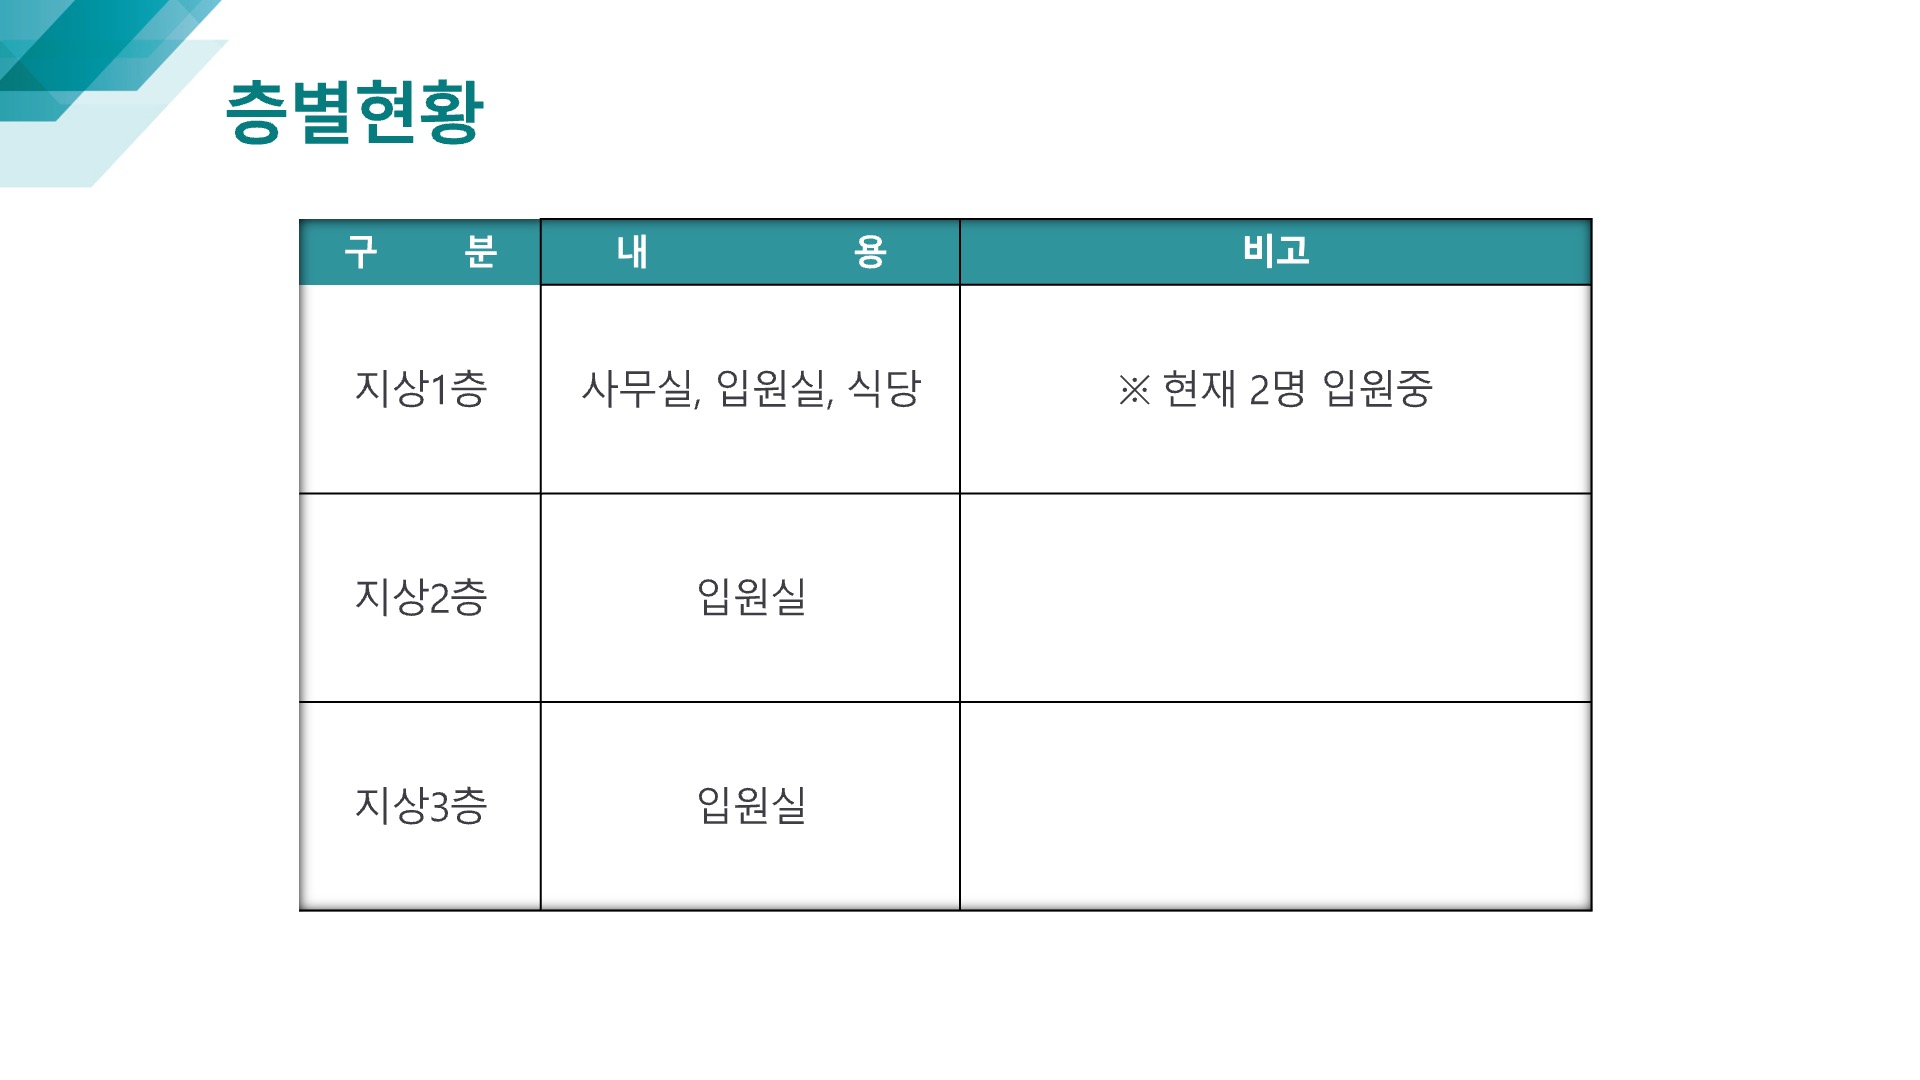 층별현황
구 분 내 용 비고
지상1층 사무실, 입원실, 식당 ※ 현재 2명 입원중
지상2층 입원실
지상3층 입원실